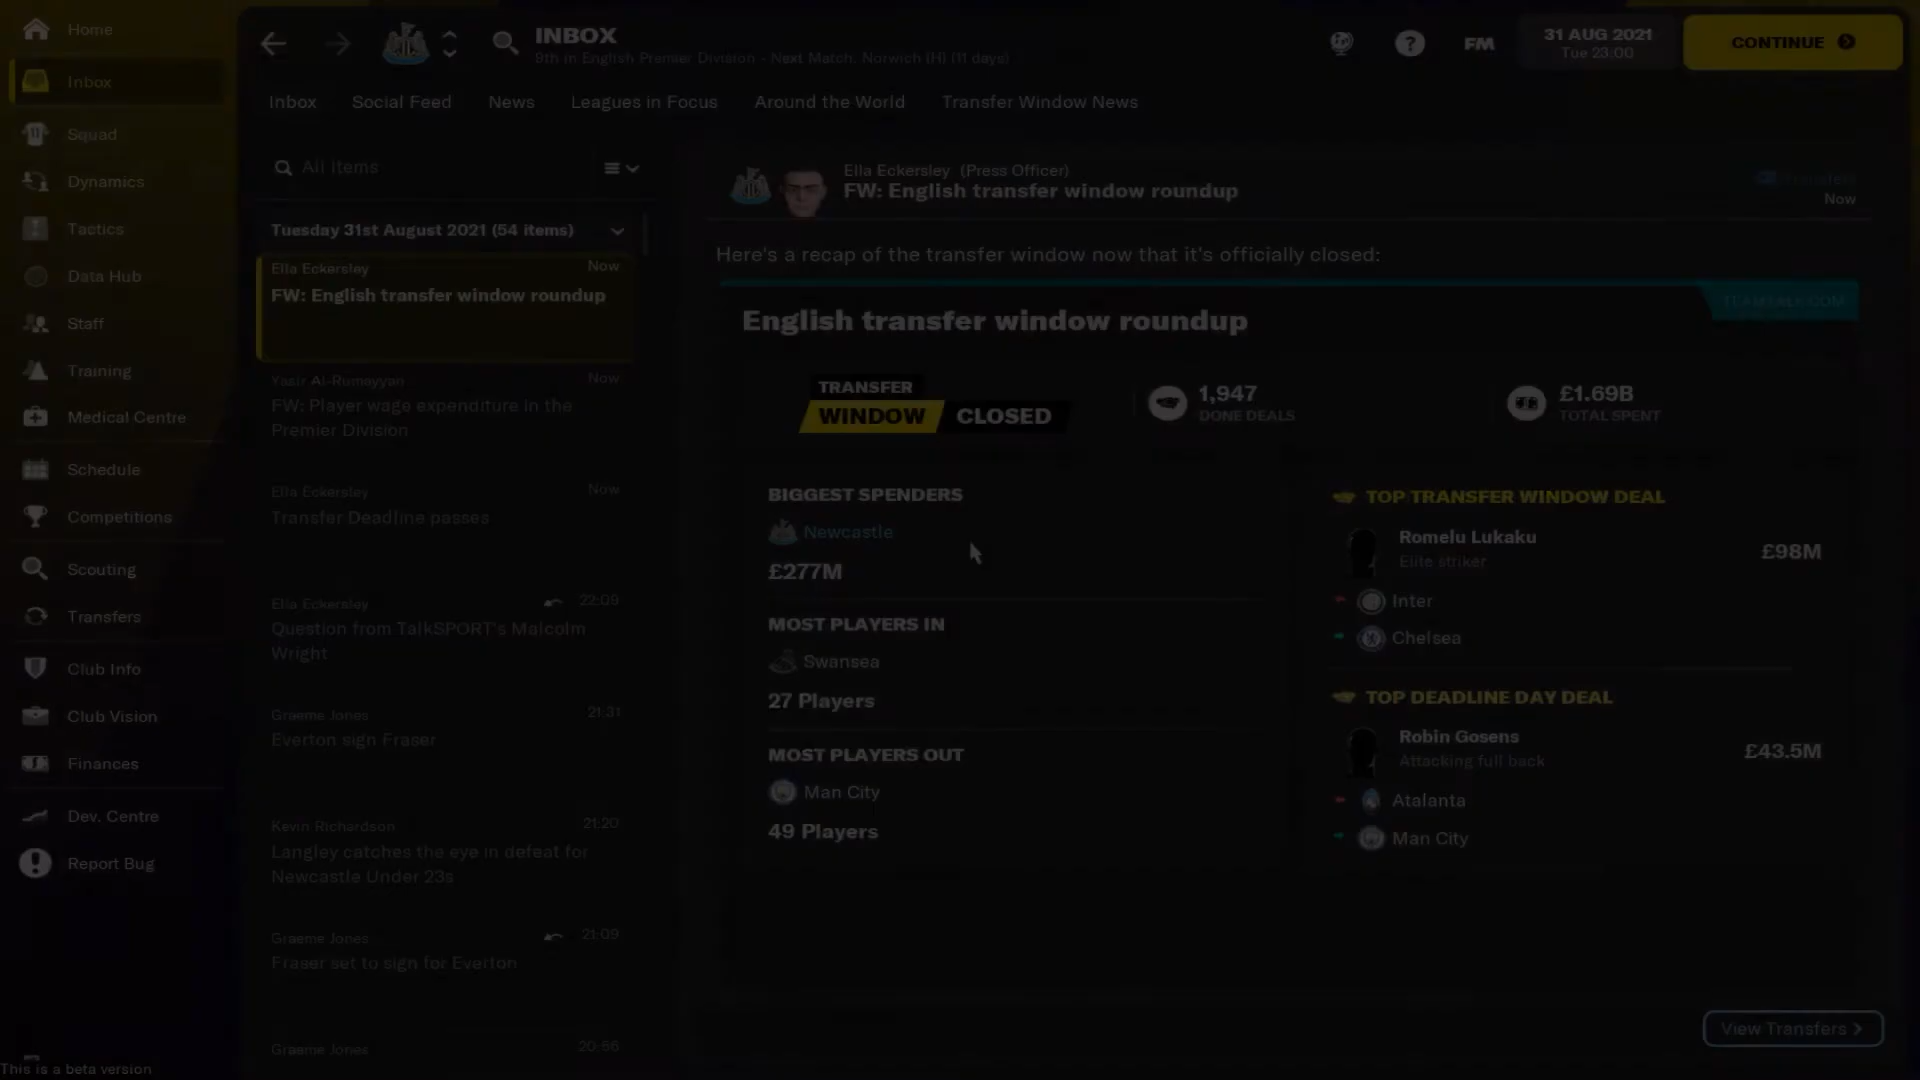 Home
Inbox
Squad
Dynamics
Tactics
Data Hub
Staff
Training
Medical Centre
Schedule
Competitions
Scouting
Transfers
Club Info
Club Vision
Finances
Dev. Centre
Report Bug
This is a beta version
INBOX
9th in English Premier Division - Next Match, Norwich (H) (11 days)
FM
31 AUG 2021
Tue 23:00
CONTINUE
Inbox Social Feed News Leagues in Focus Around the World Transfer Window News
All Items
Tuesday 31st August 2021 (54 items)
Ella Eckersley Now
FW: English transfer window roundup
Yasir Al-Rumayyan Now
FW: Player wage expenditure in the
Premier Division
Ella Eckersley Now
Transfer Deadline passes
Ella Eckersley 22:09
Question from TalkSPORT's Malcolm
Wright
Graeme Jones 21:31
Everton sign Fraser
Kevin Richardson 21:20
Langley catches the eye in defeat for
Newcastle Under 23s
Graeme Jones 21:09
Fraser set to sign for Everton
Graeme Jones 20:56
Ella Eckersley (Press Officer)
FW: English transfer window roundup
Transfers
Now
Here's a recap of the transfer window now that it's officially closed:
TEAMTALK.COM
English transfer window roundup
TRANSFER
WINDOW CLOSED
1,947
DONE DEALS
£1.69B
TOTAL SPENT
BIGGEST SPENDERS
Newcastle
£277M
MOST PLAYERS IN
Swansea
27 Players
MOST PLAYERS OUT
Man City
49 Players
TOP TRANSFER WINDOW DEAL
Romelu Lukaku
Elite striker
£98M
Inter
Chelsea
TOP DEADLINE DAY DEAL
Robin Gosens
Attacking full back
£43.5M
Atalanta
Man City
View Transfers